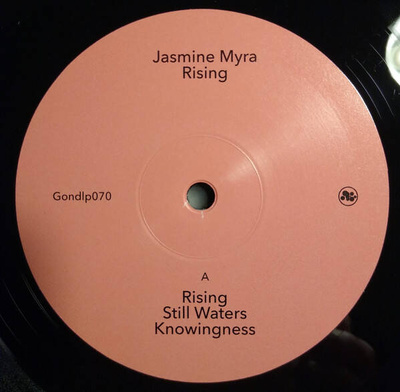 Jasmine Myra
Rising
Gondlp070
A
Rising
Still Waters
Knowingness